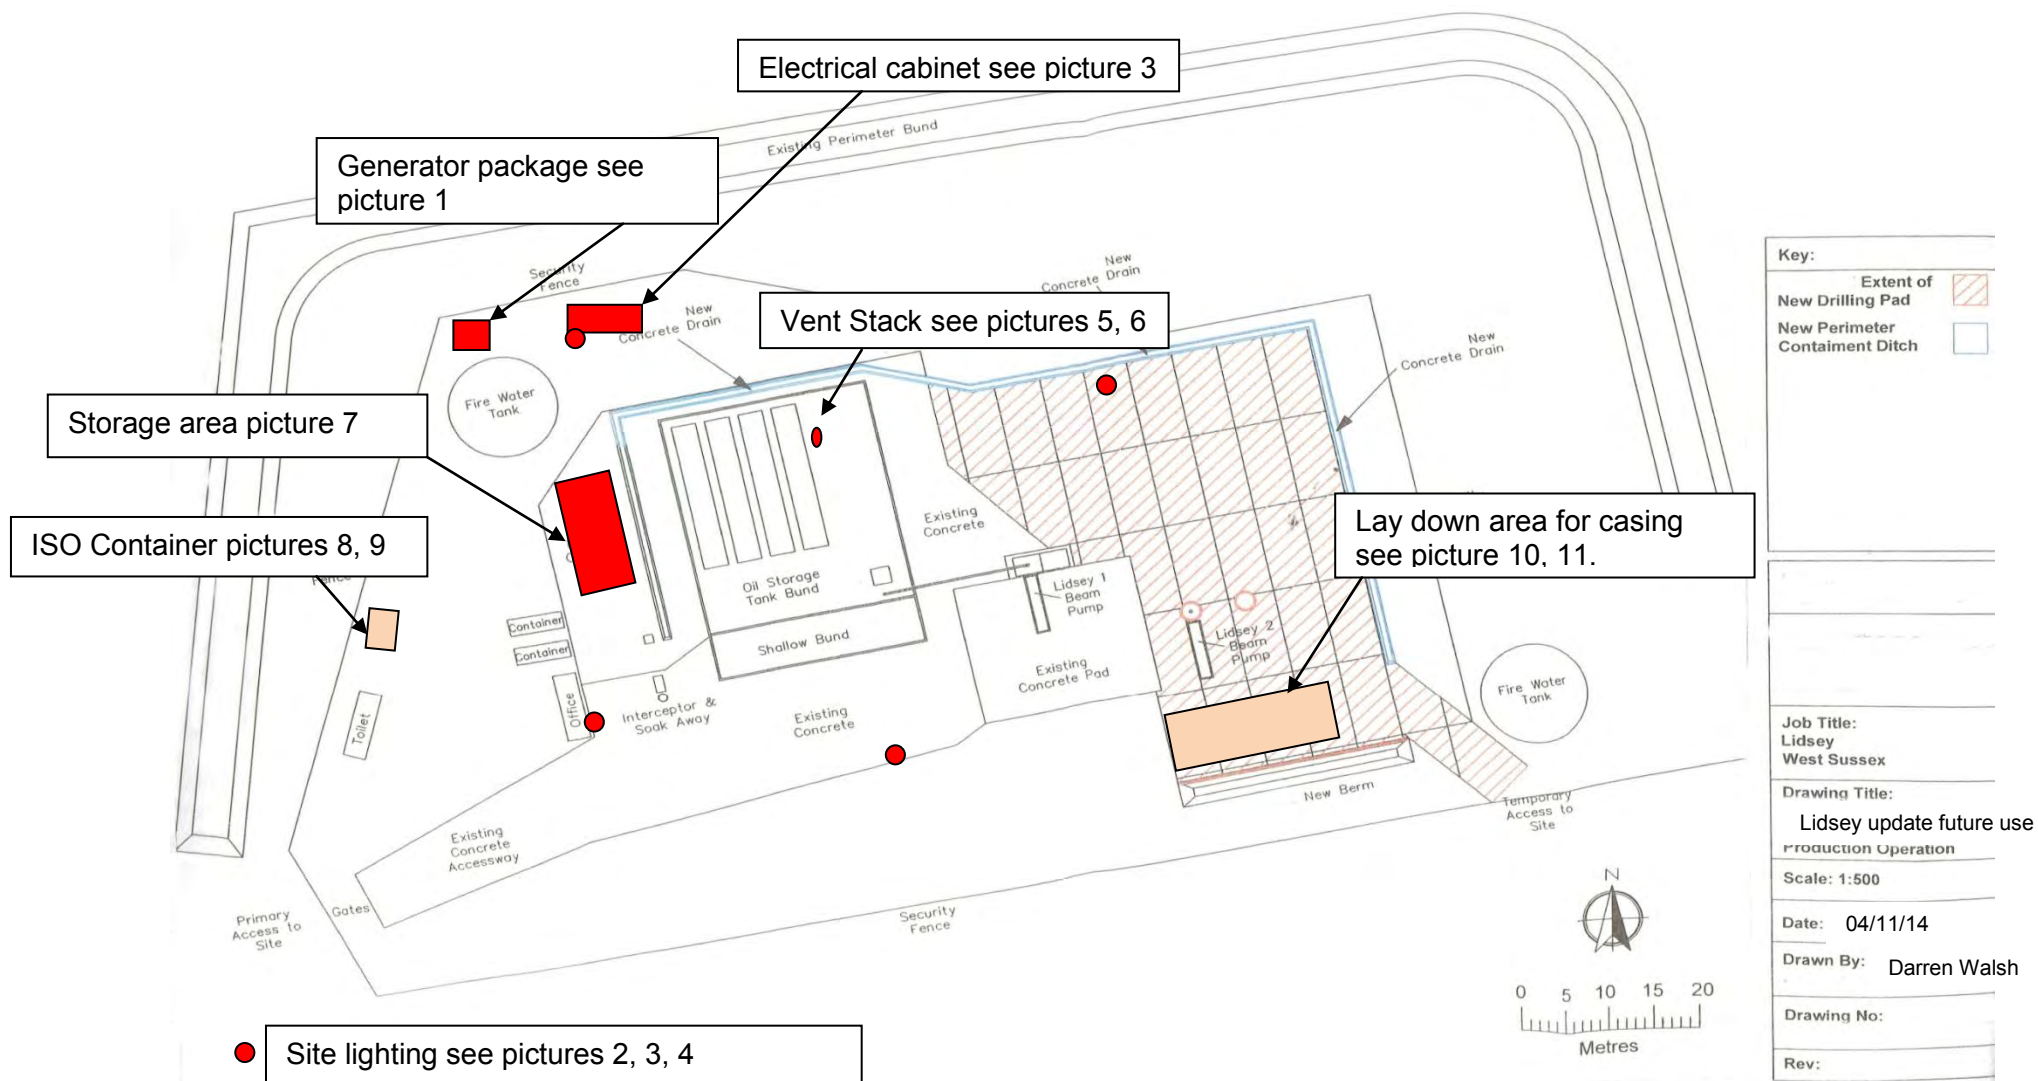 Electrical cabinet see picture 3
Existing Perimeter Bund
Generator package see
picture 1
Security
Fence
New
Concrete Drain
New
Concrete Drain
Vent Stack see pictures 5, 6
New
Concrete Drain
Fire Water
Tank
Storage area picture 7
ISO Container pictures 8, 9
Fence
Existing
Concrete
Lay down area for casing
see picture 10, 11.
Oil Storage
Tank Bund
Lidsey 1
Beam
Pump
Container
Container
Shallow Bund
Lidsey 2
Beam
Pump
Existing
Concrete Pad
Fire Water
Tank
Office
Toilet
Interceptor &
Soak Away
Existing
Concrete
New Berm
Temporary
Access to
Site
Existing
Concrete
Accessway
Gates
Primary
Access to
Site
Security
Fence
N
0 5 10 15 20
Metres
Site lighting see pictures 2, 3, 4
Key:
Extent of
New Drilling Pad
New Perimeter
Contaiment Ditch
Job Title:
Lidsey
West Sussex
Drawing Title:
Lidsey update future use
Production Operation
Scale: 1:500
Date: 04/11/14
Drawn By: Darren Walsh
Drawing No:
Rev: